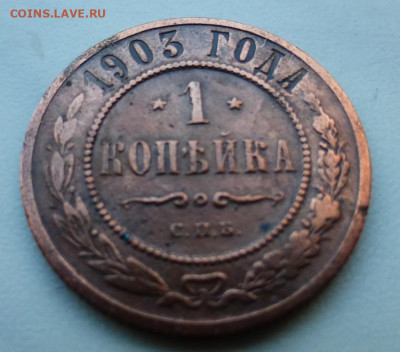 COINS.LAVE.RU
1903 ГОДА
1
КОПѢЙКА
С.П.Б.